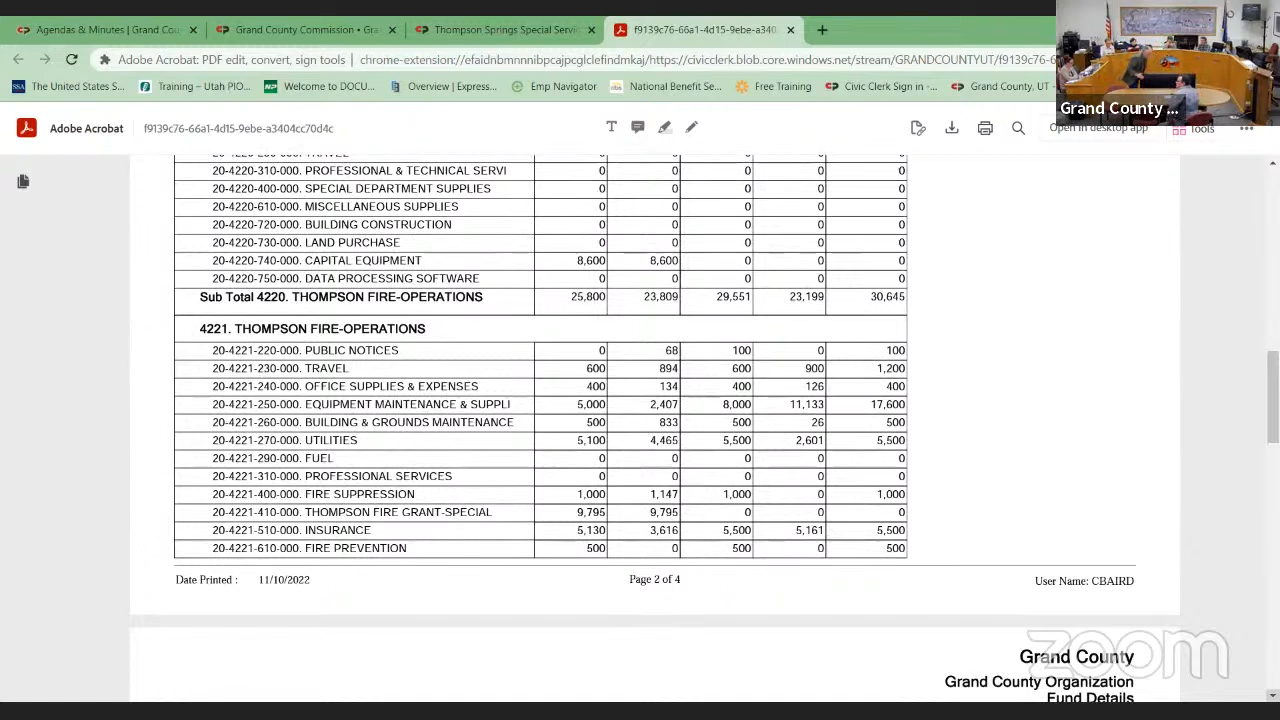 Agendas & Minutes | Grand Cou
Grand County Commission • Gra
Thompson Springs Special Servic
f9139c76-66a1-4d15-9ebe-a340
Adobe Acrobat: PDF edit, convert, sign tools | chrome-extension://efaidnbmnnnibpcajpcglclefindmkaj/https://civicclerk.blob.core.windows.net/stream/GRANDCOUNTYUT/f9139c76-6
SSA The United States S...
Training – Utah PIO...
Welcome to DOCU...
Overview | Express...
Emp Navigator
nbs National Benefit Se...
Free Training
Civic Clerk Sign in -...
Grand County, UT -
Grand County ...
Adobe Acrobat
f9139c76-66a1-4d15-9ebe-a3404cc70d4c
Open in desktop app
Tools
20-4220-310-000. PROFESSIONAL & TECHNICAL SERVI 0 0 0 0 0
20-4220-400-000. SPECIAL DEPARTMENT SUPPLIES 0 0 0 0 0
20-4220-610-000. MISCELLANEOUS SUPPLIES 0 0 0 0 0
20-4220-720-000. BUILDING CONSTRUCTION 0 0 0 0 0
20-4220-730-000. LAND PURCHASE 0 0 0 0 0
20-4220-740-000. CAPITAL EQUIPMENT 8,600 8,600 0 0 0
20-4220-750-000. DATA PROCESSING SOFTWARE 0 0 0 0 0
Sub Total 4220. THOMPSON FIRE-OPERATIONS 25,800 23,809 29,551 23,199 30,645
4221. THOMPSON FIRE-OPERATIONS
20-4221-220-000. PUBLIC NOTICES 0 68 100 0 100
20-4221-230-000. TRAVEL 600 894 600 900 1,200
20-4221-240-000. OFFICE SUPPLIES & EXPENSES 400 134 400 126 400
20-4221-250-000. EQUIPMENT MAINTENANCE & SUPPLI 5,000 2,407 8,000 11,133 17,600
20-4221-260-000. BUILDING & GROUNDS MAINTENANCE 500 833 500 26 500
20-4221-270-000. UTILITIES 5,100 4,465 5,500 2,601 5,500
20-4221-290-000. FUEL 0 0 0 0 0
20-4221-310-000. PROFESSIONAL SERVICES 0 0 0 0 0
20-4221-400-000. FIRE SUPPRESSION 1,000 1,147 1,000 0 1,000
20-4221-410-000. THOMPSON FIRE GRANT-SPECIAL 9,795 9,795 0 0 0
20-4221-510-000. INSURANCE 5,130 3,616 5,500 5,161 5,500
20-4221-610-000. FIRE PREVENTION 500 0 500 0 500
Date Printed : 11/10/2022
Page 2 of 4
User Name: CBAIRD
zoom
Grand County
Grand County Organization
Fund Details